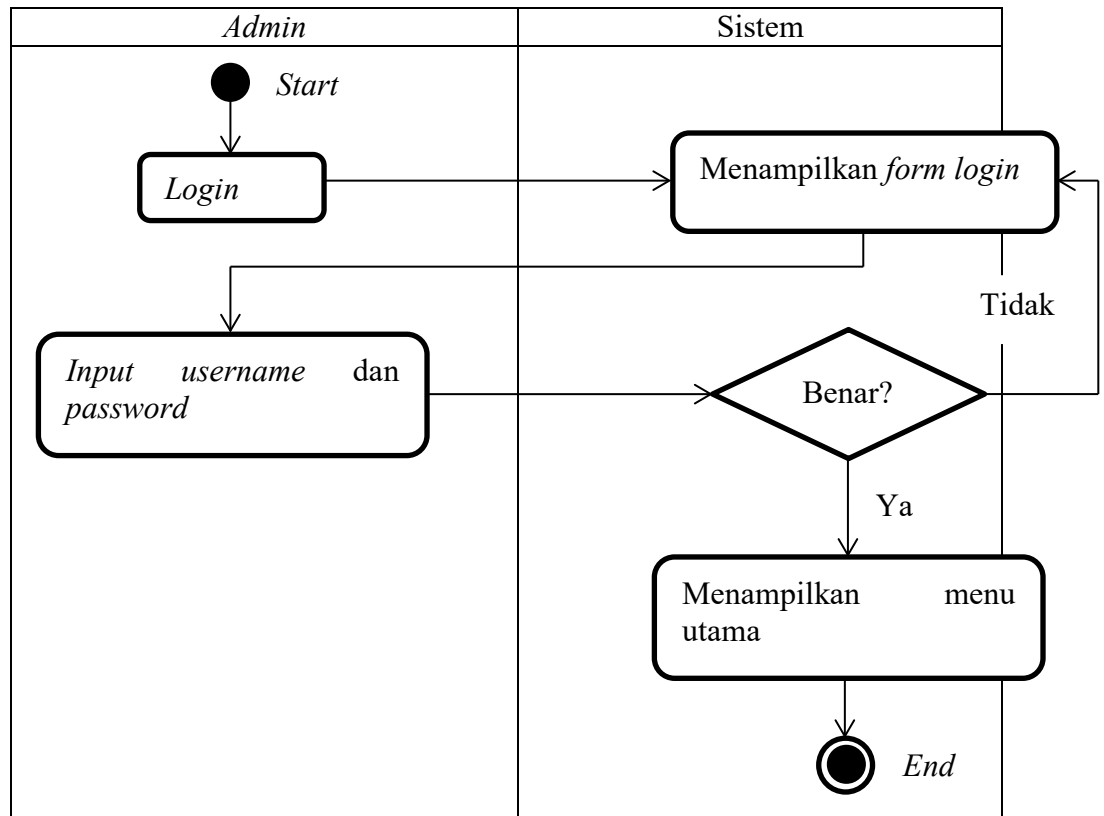 Admin
Sistem
Start
Login
Menampilkan form login
Tidak
Input username dan
password
Benar?
Ya
Menampilkan menu
utama
End